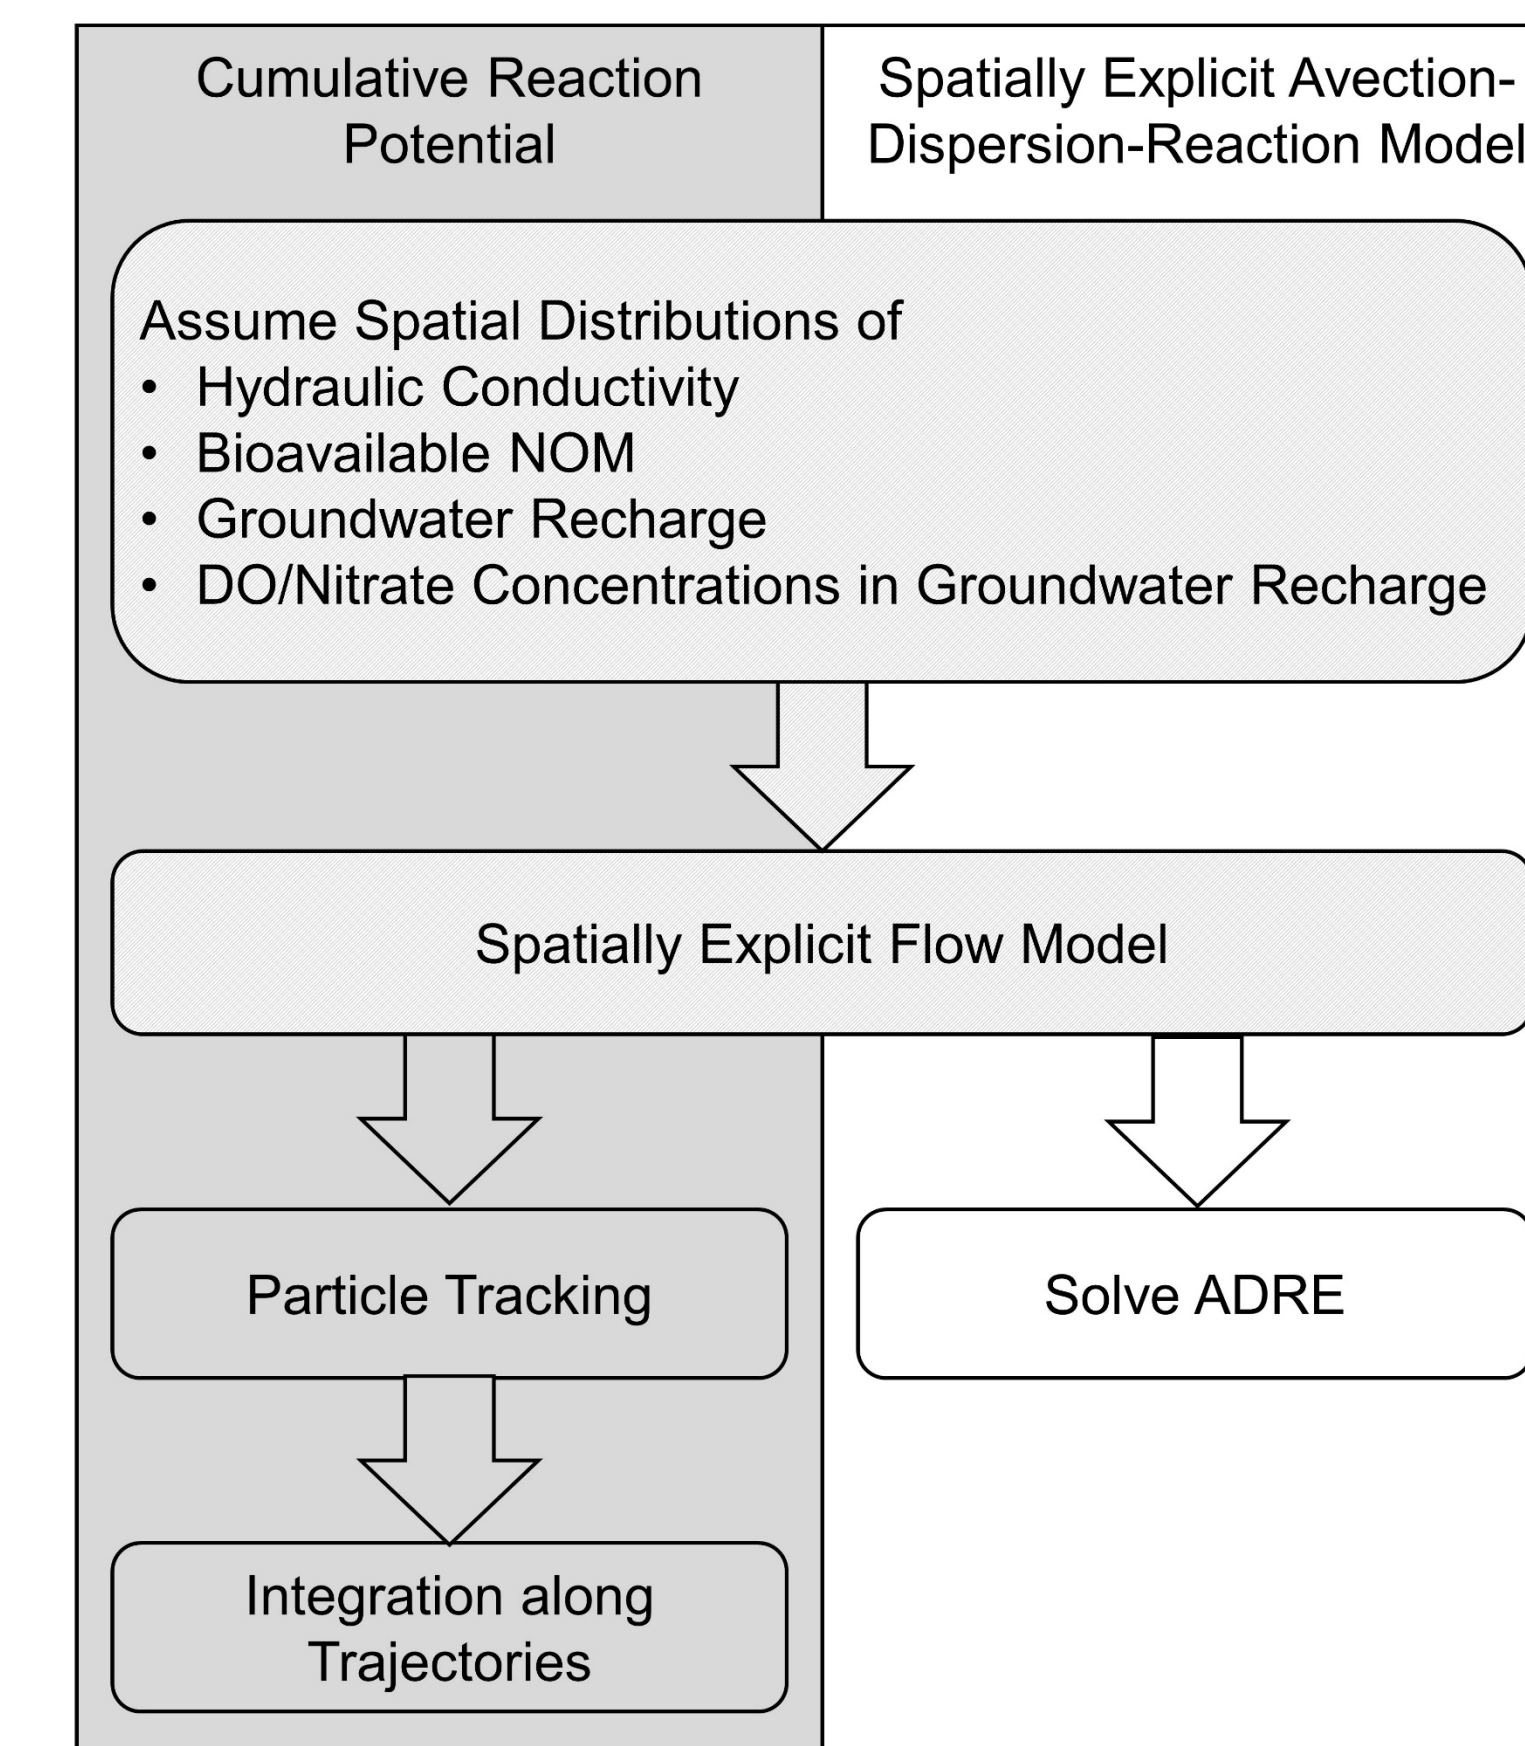 Cumulative Reaction
Potential
Spatially Explicit Avection-
Dispersion-Reaction Model
Assume Spatial Distributions of
• Hydraulic Conductivity
• Bioavailable NOM
• Groundwater Recharge
• DO/Nitrate Concentrations in Groundwater Recharge
Spatially Explicit Flow Model
Particle Tracking
Solve ADRE
Integration along
Trajectories